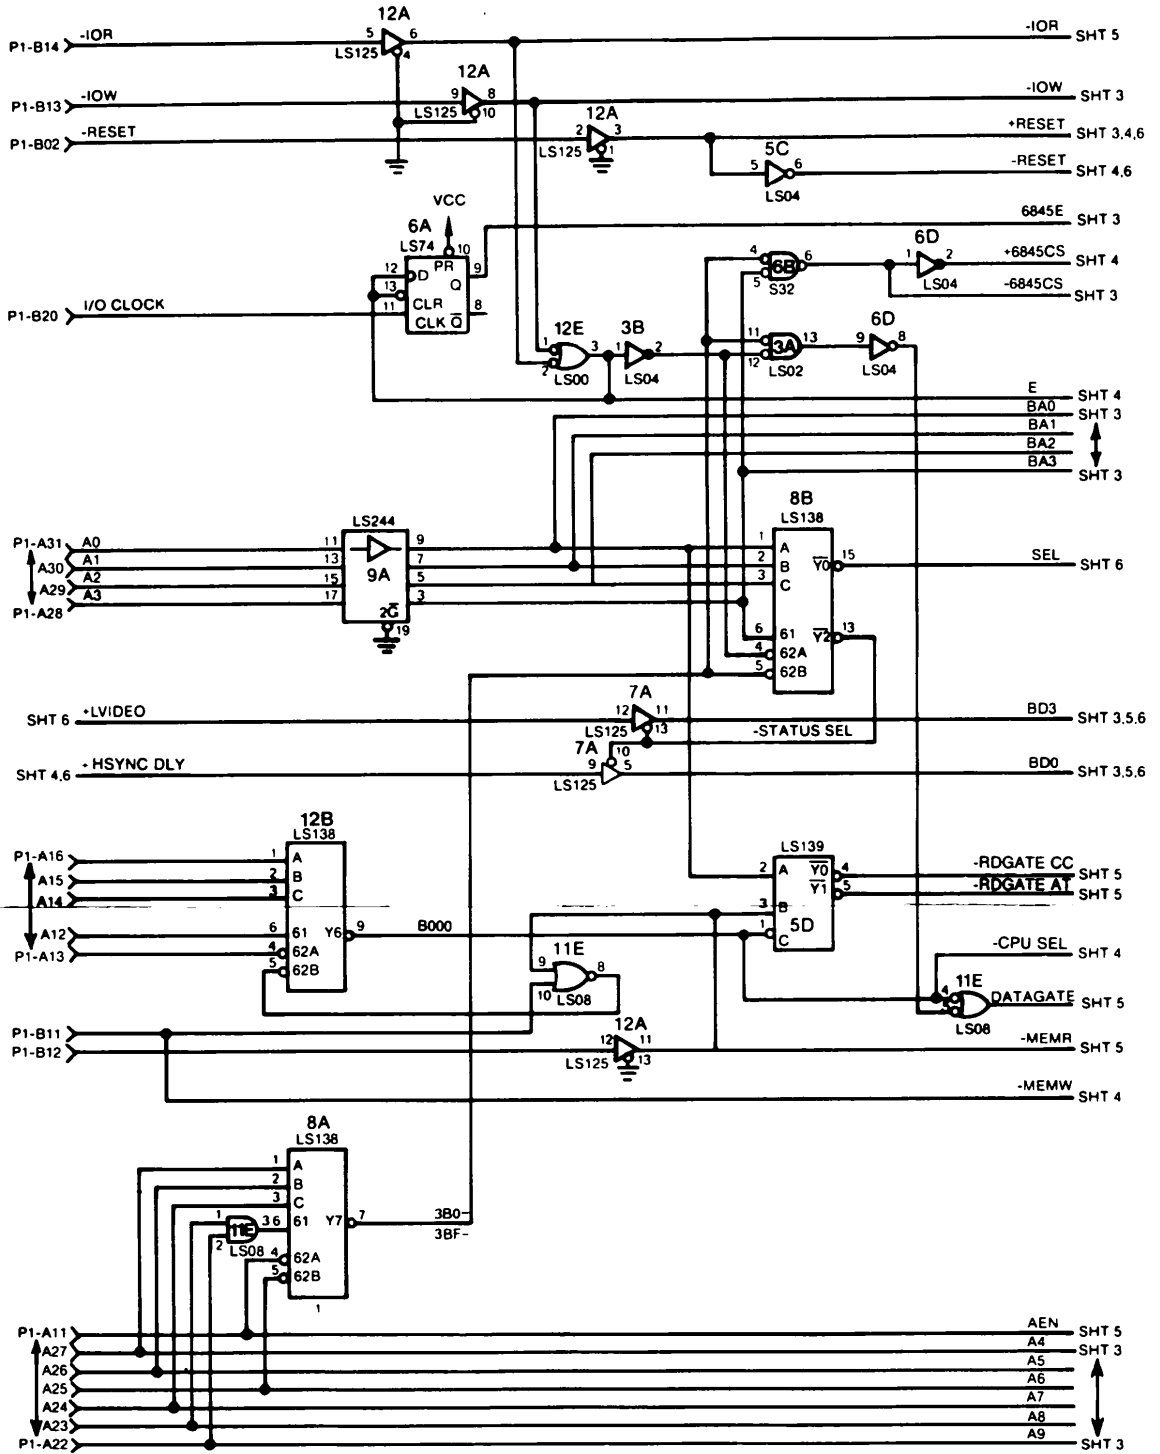 12A
P1-B14 -IOR 5 6 -IOR SHT 5
LS125 4
12A
P1-B13 -IOW 9 8 -IOW SHT 3
LS125 10
12A
P1-B02 -RESET 2 3 +RESET SHT 3,4,6
LS125 1
5C
5 6 -RESET SHT 4,6
LS04
VCC
6A
LS74 10
6845E SHT 3
12 D PR Q 9
13 CLR
P1-B20 I/O CLOCK 11 CLK Q 8
4 6B 6
5 S32
6D
1 2 +6845CS SHT 4
LS04
-6845CS SHT 3
12E
1 3
2 LS00
3B
1 2
LS04
11 3A 13
12 LS02
6D
9 8
LS04
E SHT 4
BA0 SHT 3
BA1
BA2
BA3 SHT 3
LS244
P1-A31 A0 11 9
A30 A1 13 7
A29 A2 15 5
P1-A28 A3 17 3
9A
2G
19
8B
LS138
1 A
2 B Y0 15 SEL SHT 6
3 C
6 61 Y2 13
4 62A
5 62B
7A
SHT 6 +LVIDEO 12 11 BD3 SHT 3,5,6
LS125 13
-STATUS SEL
7A 10
SHT 4,6 + HSYNC DLY 9 5 BD0 SHT 3,5,6
LS125
12B
LS138
P1-A16 1 A
A15 2 B
A14 3 C
A12 6 61 Y6 9 B000
P1-A13 4 62A
5 62B
LS139
2 A Y0 4 -RDGATE CC SHT 5
Y1 5 -RDGATE AT SHT 5
3 B
5D
1 C
-CPU SEL SHT 4
11E
9 8
10 LS08
11E
4 DATAGATE SHT 5
LS08
P1-B11
12A
P1-B12 12 11 -MEMR SHT 5
LS125 13
-MEMW SHT 4
8A
LS138
1 A
2 B
3 C
1 11E 3 6 61 Y7 7 3B0-
2 LS08 3BF-
4 62A
5 62B
1
P1-A11 AEN SHT 5
A27 A4 SHT 3
A26 A5
A25 A6
A24 A7
A23 A8
P1-A22 A9 SHT 3